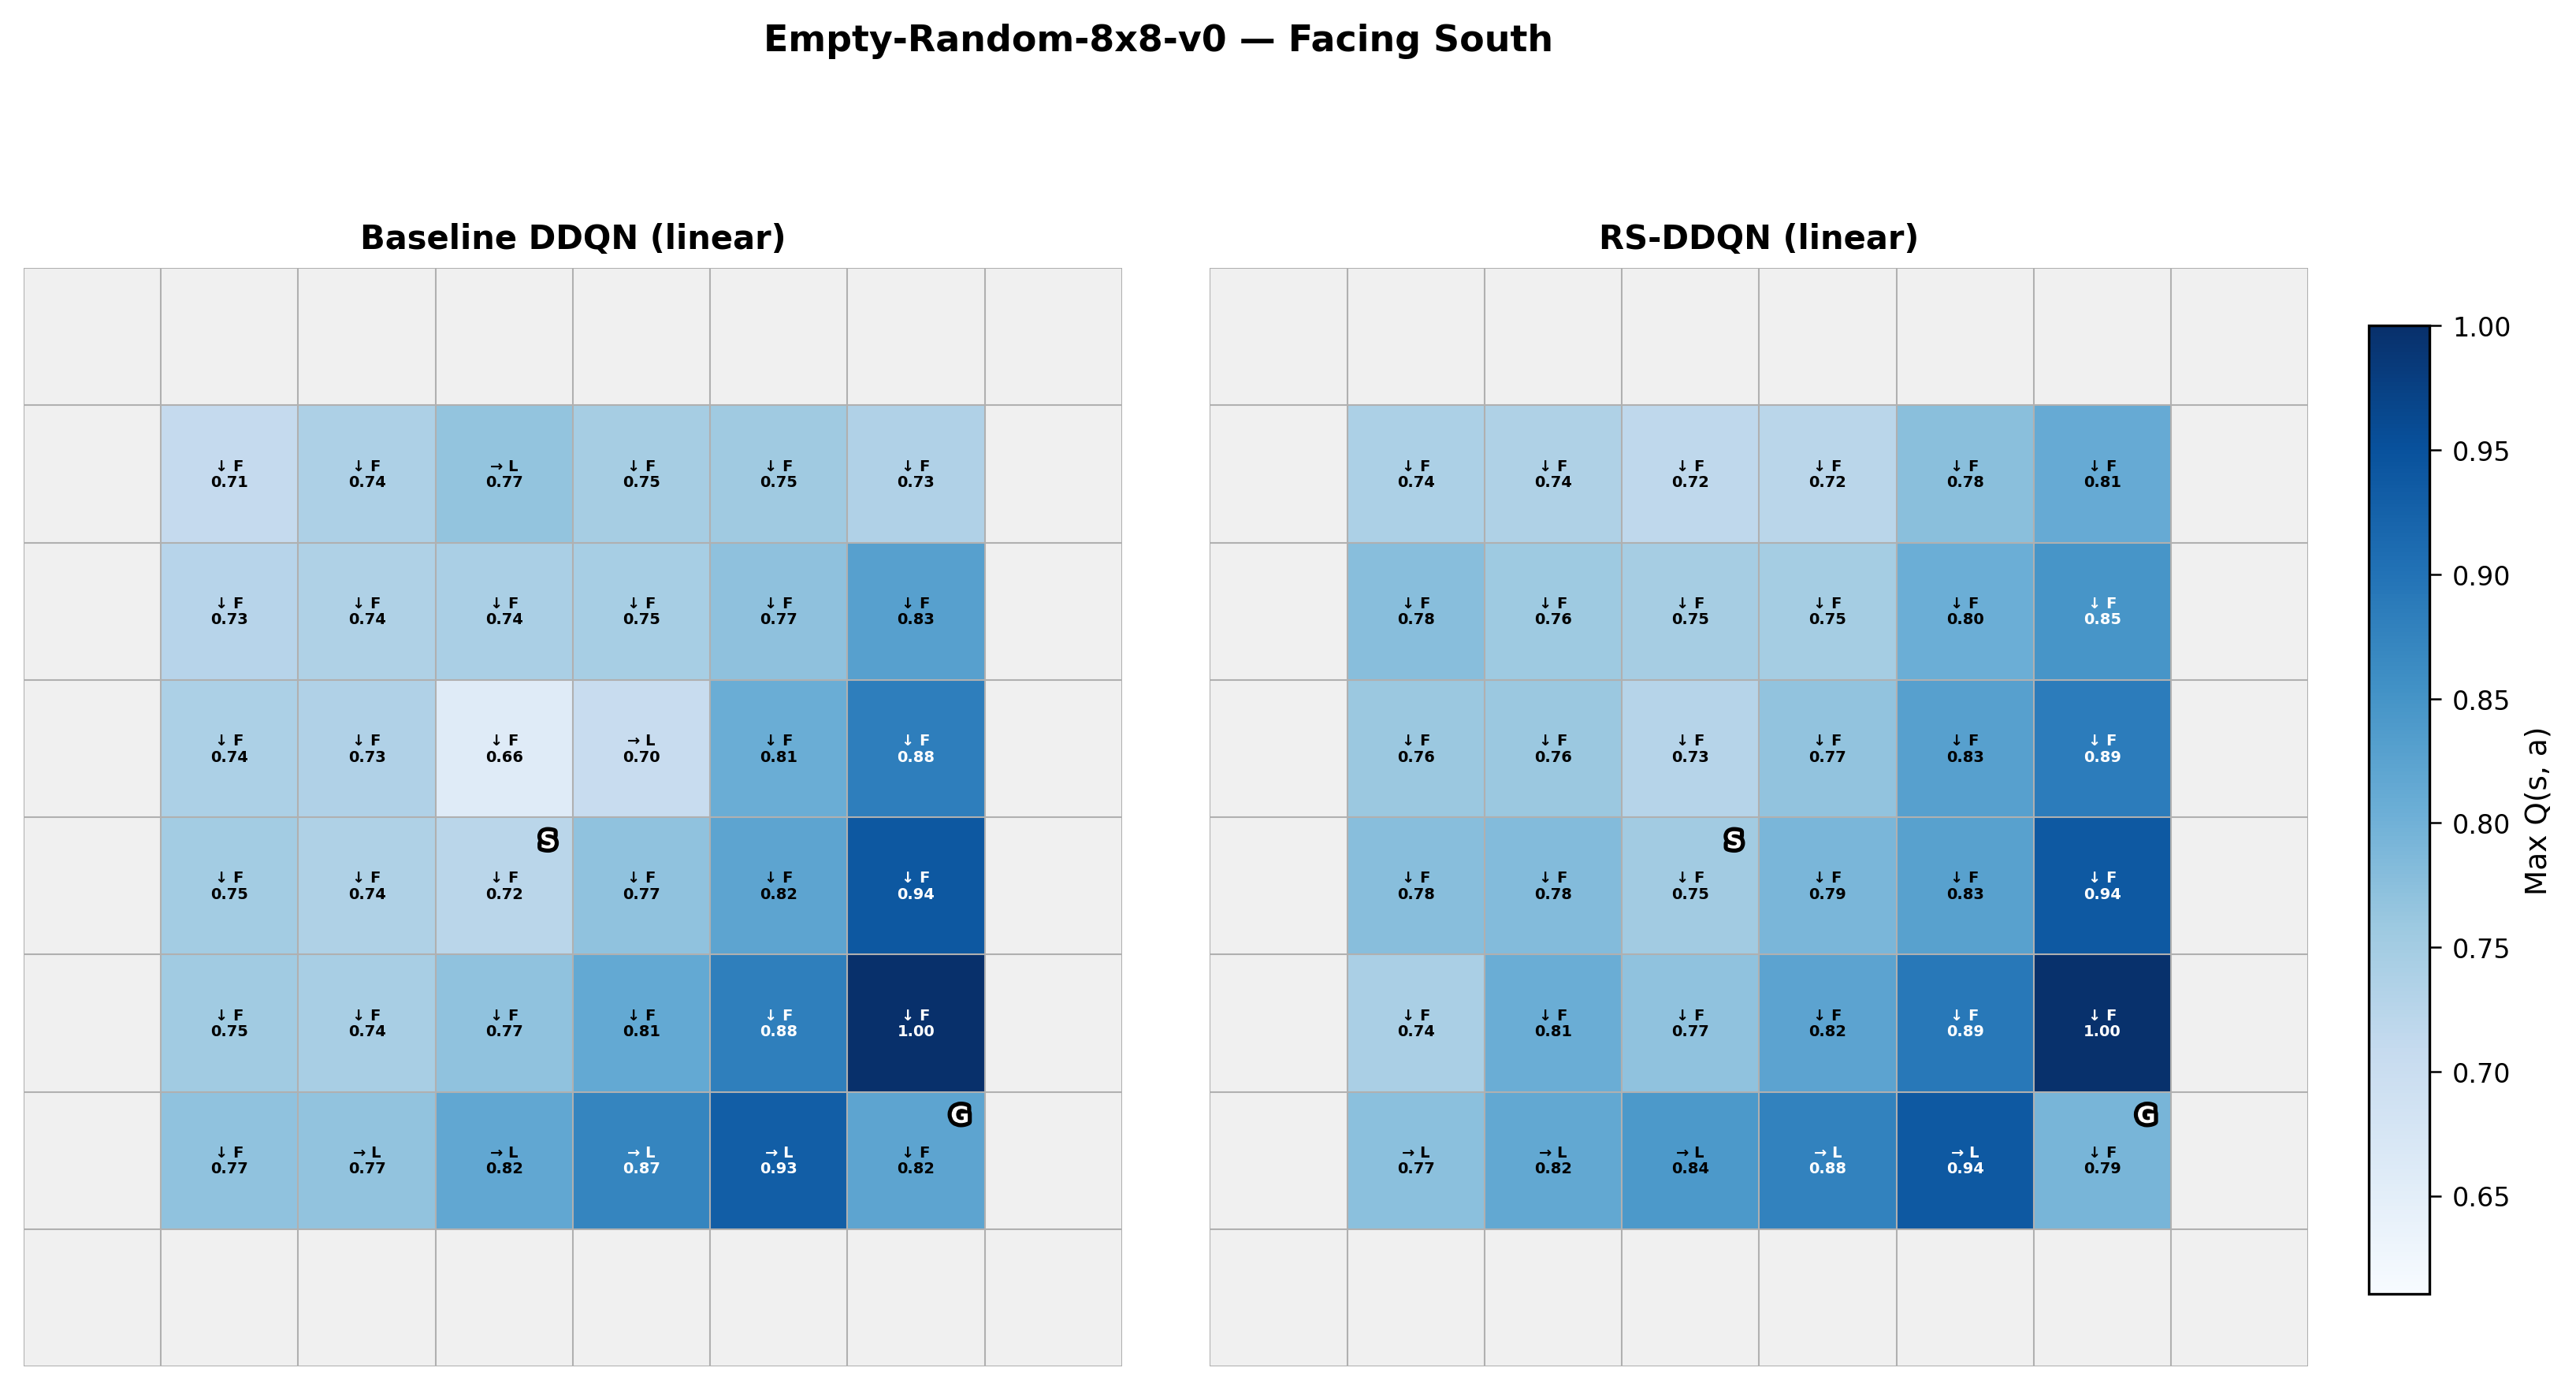 Empty-Random-8x8-v0 — Facing South
Baseline DDQN (linear)
↓ F ↓ F → L ↓ F ↓ F ↓ F
0.71 0.74 0.77 0.75 0.75 0.73
↓ F ↓ F ↓ F ↓ F ↓ F ↓ F
0.73 0.74 0.74 0.75 0.77 0.83
↓ F ↓ F ↓ F → L ↓ F ↓ F
0.74 0.73 0.66 0.70 0.81 0.88
S
↓ F ↓ F ↓ F ↓ F ↓ F ↓ F
0.75 0.74 0.72 0.77 0.82 0.94
↓ F ↓ F ↓ F ↓ F ↓ F ↓ F
0.75 0.74 0.77 0.81 0.88 1.00
G
↓ F → L → L → L → L ↓ F
0.77 0.77 0.82 0.87 0.93 0.82
RS-DDQN (linear)
↓ F ↓ F ↓ F ↓ F ↓ F ↓ F
0.74 0.74 0.72 0.72 0.78 0.81
↓ F ↓ F ↓ F ↓ F ↓ F ↓ F
0.78 0.76 0.75 0.75 0.80 0.85
↓ F ↓ F ↓ F ↓ F ↓ F ↓ F
0.76 0.76 0.73 0.77 0.83 0.89
S
↓ F ↓ F ↓ F ↓ F ↓ F ↓ F
0.78 0.78 0.75 0.79 0.83 0.94
↓ F ↓ F ↓ F ↓ F ↓ F ↓ F
0.74 0.81 0.77 0.82 0.89 1.00
G
→ L → L → L → L → L ↓ F
0.77 0.82 0.84 0.88 0.94 0.79
1.00
0.95
0.90
0.85
0.80
0.75
0.70
0.65
Max Q(s, a)